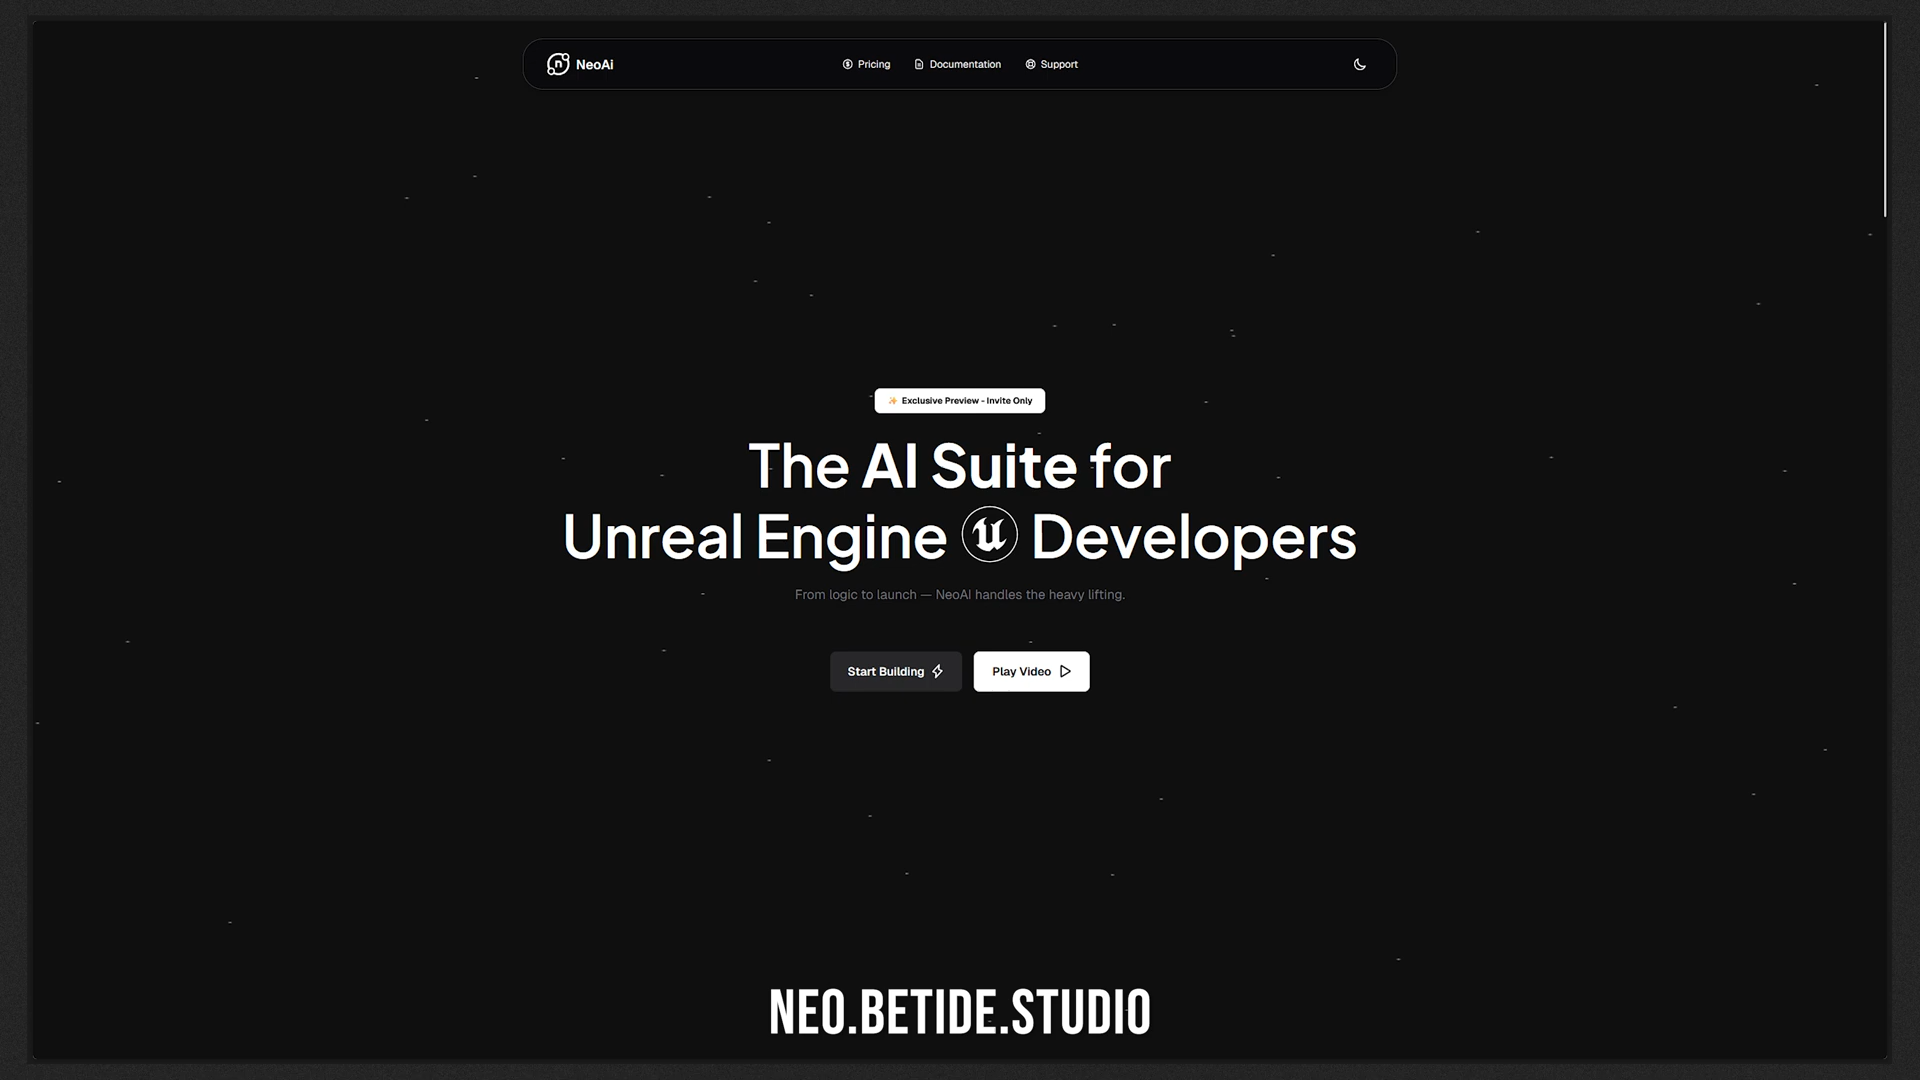 NeoAi
Pricing
Documentation
Support
✨ Exclusive Preview - Invite Only
The AI Suite for
Unreal Engine Developers
From logic to launch — NeoAI handles the heavy lifting.
Start Building
Play Video
NEO.BETIDE.STUDIO